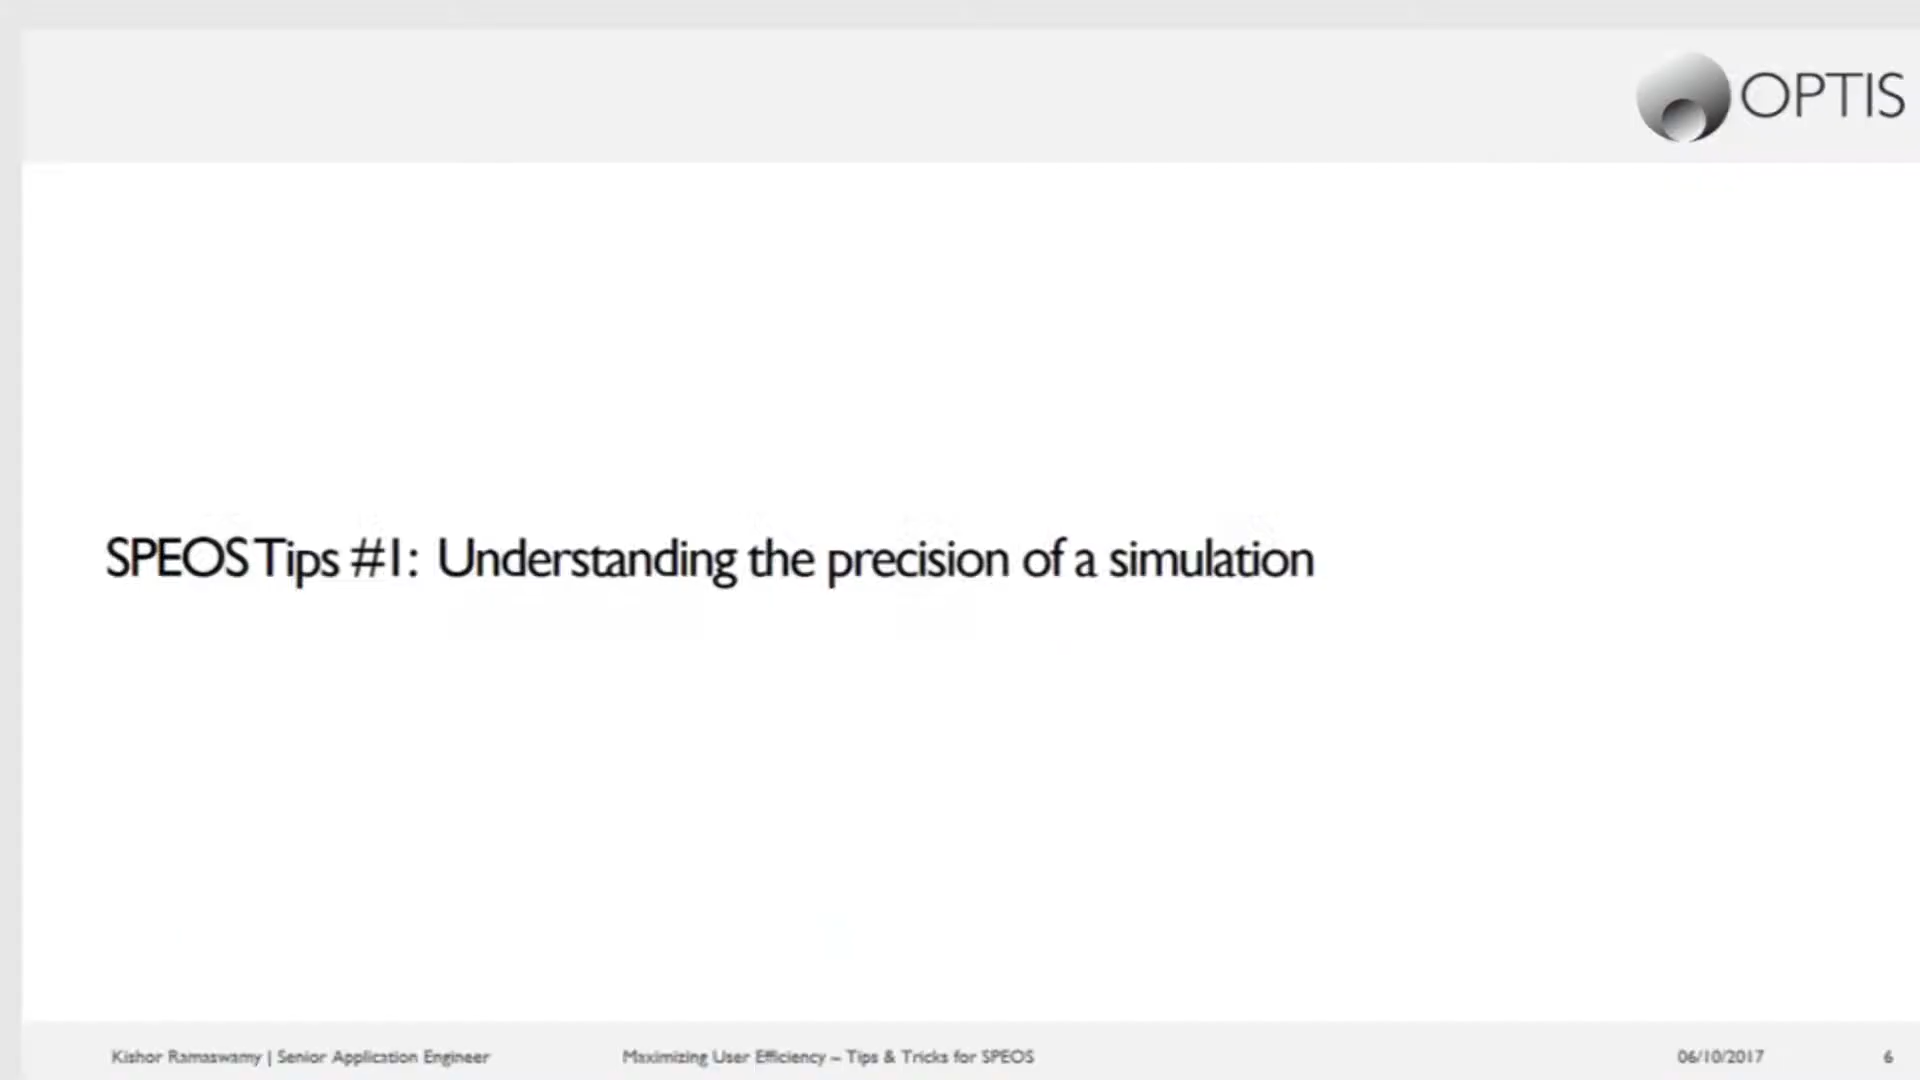 OPTIS
SPEOS Tips #1: Understanding the precision of a simulation
Kishor Ramaswamy | Senior Application Engineer
Maximizing User Efficiency – Tips & Tricks for SPEOS
06/10/2017
6